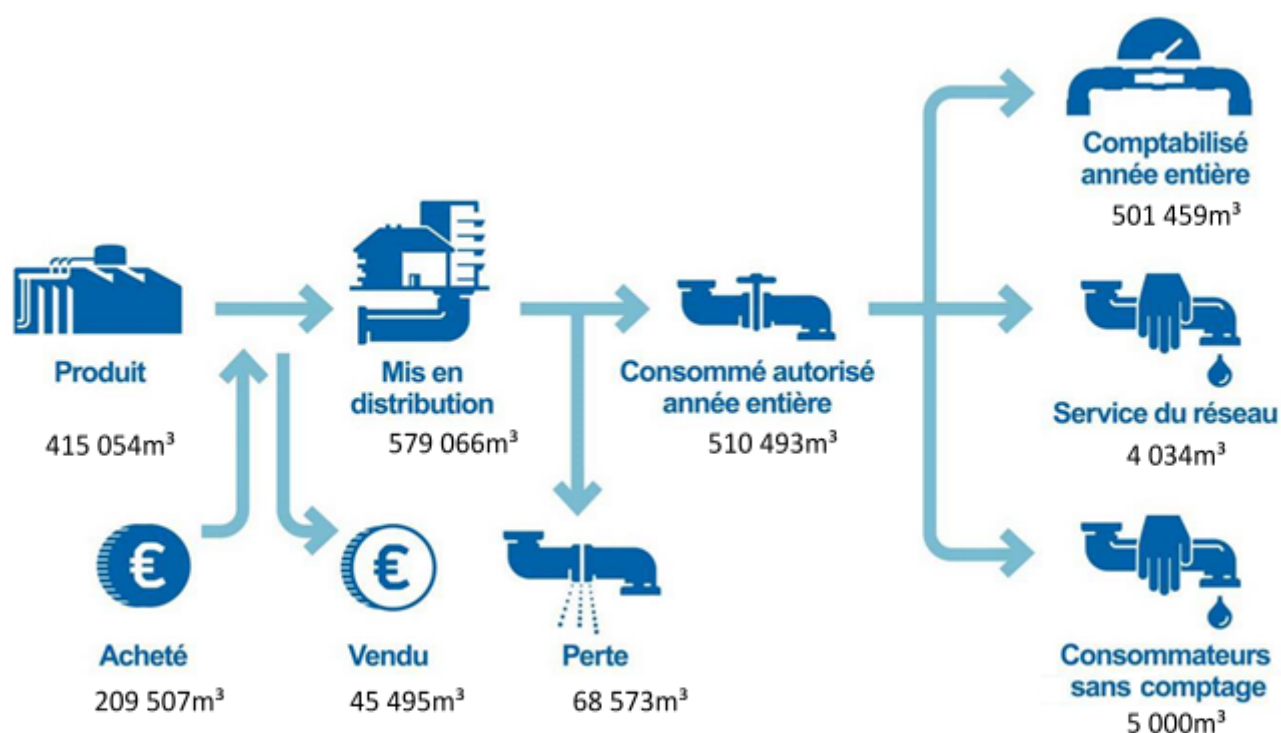 Comptabilisé
année entière
501 459m³
Produit
415 054m³
Mis en
distribution
579 066m³
Consommé autorisé
année entière
510 493m³
Service du réseau
4 034m³
€
Acheté
209 507m³
€
Vendu
45 495m³
Perte
68 573m³
Consommateurs
sans comptage
5 000m³